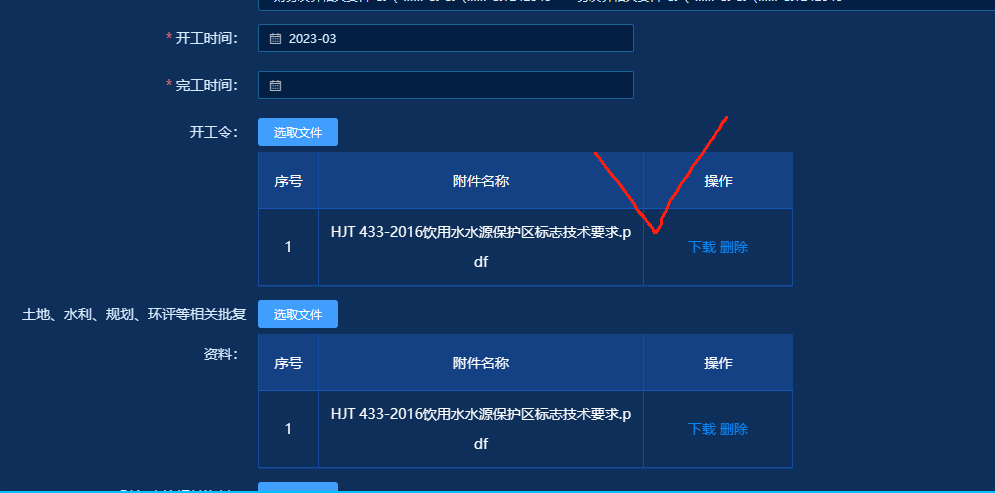 * 开工时间： 2023-03
* 完工时间：
开工令： 选取文件
序号 附件名称 操作
1 HJT 433-2016饮用水水源保护区标志技术要求.p 下载 删除
df
土地、水利、规划、环评等相关批复 选取文件
资料：
序号 附件名称 操作
1 HJT 433-2016饮用水水源保护区标志技术要求.p 下载 删除
df